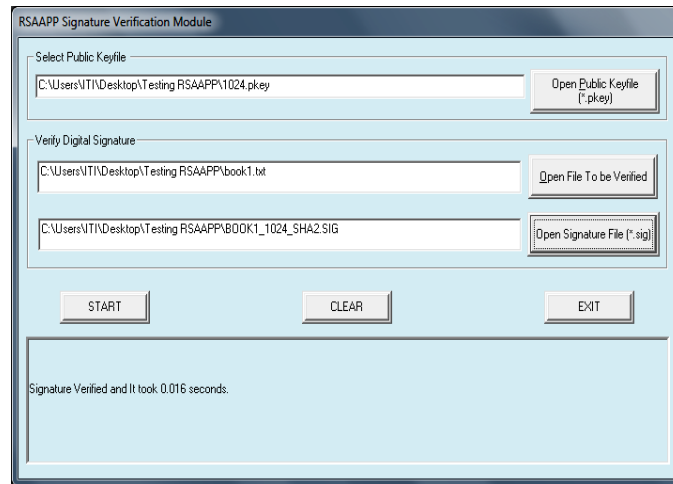 RSAAPP Signature Verification Module
Select Public Keyfile
C:\Users\ITI\Desktop\Testing RSAAPP\1024.pkey
Open Public Keyfile
(*.pkey)
Verify Digital Signature
C:\Users\ITI\Desktop\Testing RSAAPP\book1.txt
Open File To be Verified
C:\Users\ITI\Desktop\Testing RSAAPP\BOOK1_1024_SHA2.SIG
Open Signature File (*.sig)
START
CLEAR
EXIT
Signature Verified and It took 0.016 seconds.